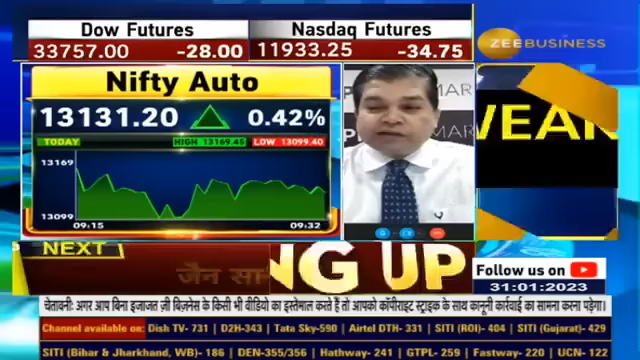 Dow Futures
33757.00 -28.00
Nasdaq Futures
11933.25 -34.75
ZEEBUSINESS
Nifty Auto
13131.20 0.42%
TODAY HIGH 13169.45 LOW 13099.40
13169
13099
09:15 09:32
MAR
NEXT
NG UP
Follow us on
31:01:2023
चेतावनी: अगर आप बिना इजाजत ज़ी बिज़नेस के किसी भी वीडियो का इस्तेमाल करते हैं तो आपको कॉपीराइट स्ट्राइक के साथ कानूनी कार्रवाई का सामना करना पड़ेगा।
Channel available on: Dish TV- 731 | D2H-343 | Tata Sky-590 | Airtel DTH- 331 | SITI (ROI) - 404 | SITI (Gujarat) - 429
SITI (Bihar & Jharkhand, WB) -186 | DEN-355/356 | Hathway- 241 | GTPL- 259 | Fastway- 220 | UCN- 122